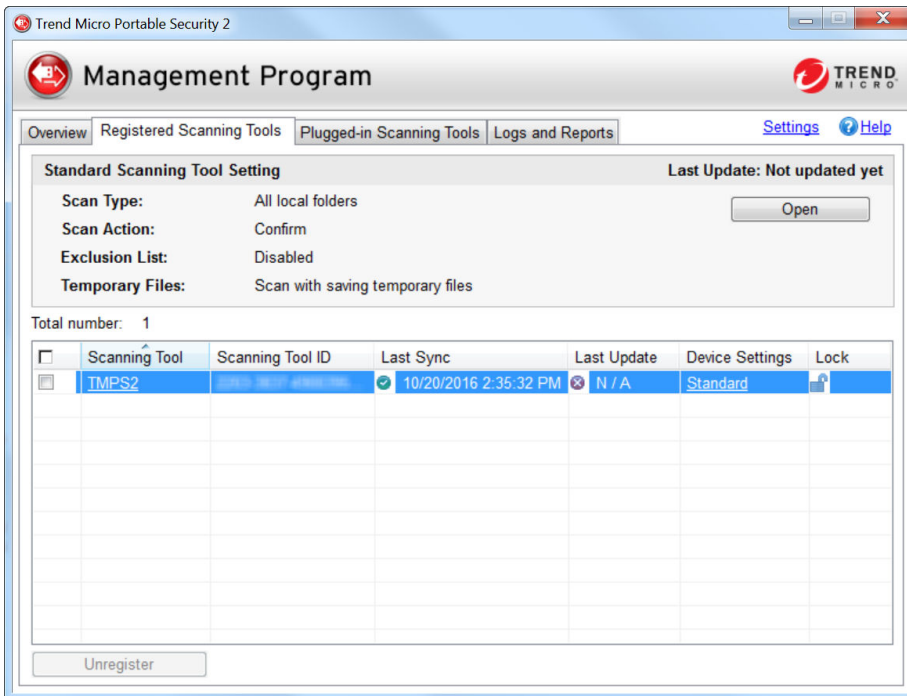 Trend Micro Portable Security 2
Management Program
TREND MICRO
Overview Registered Scanning Tools Plugged-in Scanning Tools Logs and Reports Settings Help
Standard Scanning Tool Setting Last Update: Not updated yet
Scan Type: All local folders Open
Scan Action: Confirm
Exclusion List: Disabled
Temporary Files: Scan with saving temporary files
Total number: 1
Scanning Tool Scanning Tool ID Last Sync Last Update Device Settings Lock
TMPS2 10/20/2016 2:35:32 PM N / A Standard
Unregister